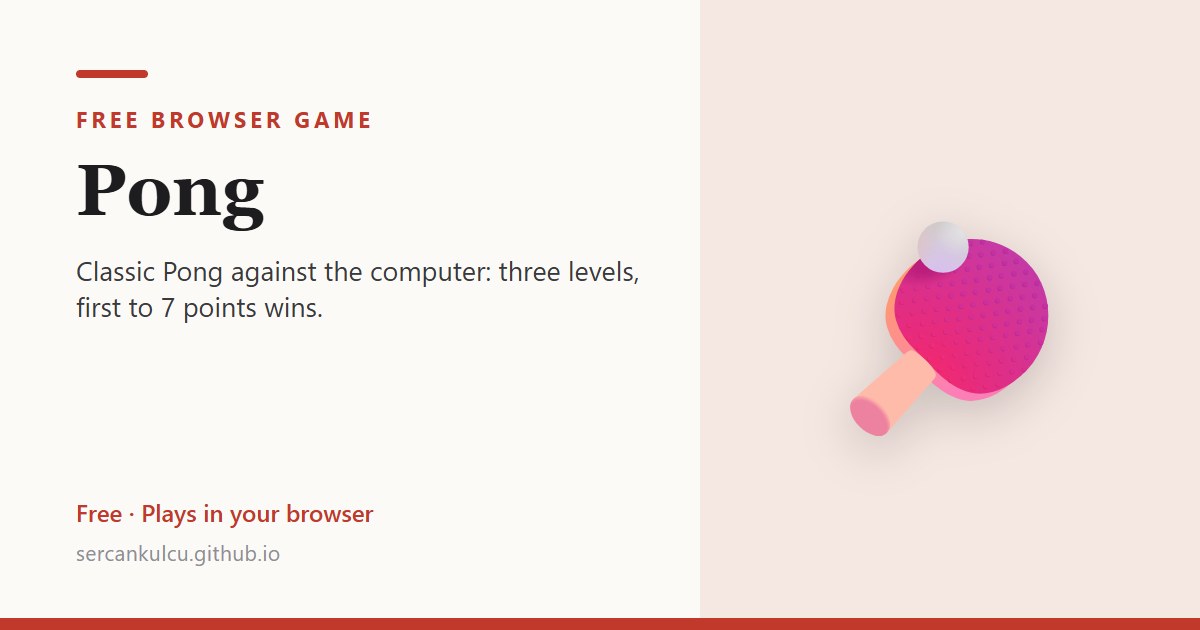 FREE BROWSER GAME
Pong
Classic Pong against the computer: three levels,
first to 7 points wins.
Free · Plays in your browser
sercankulcu.github.io